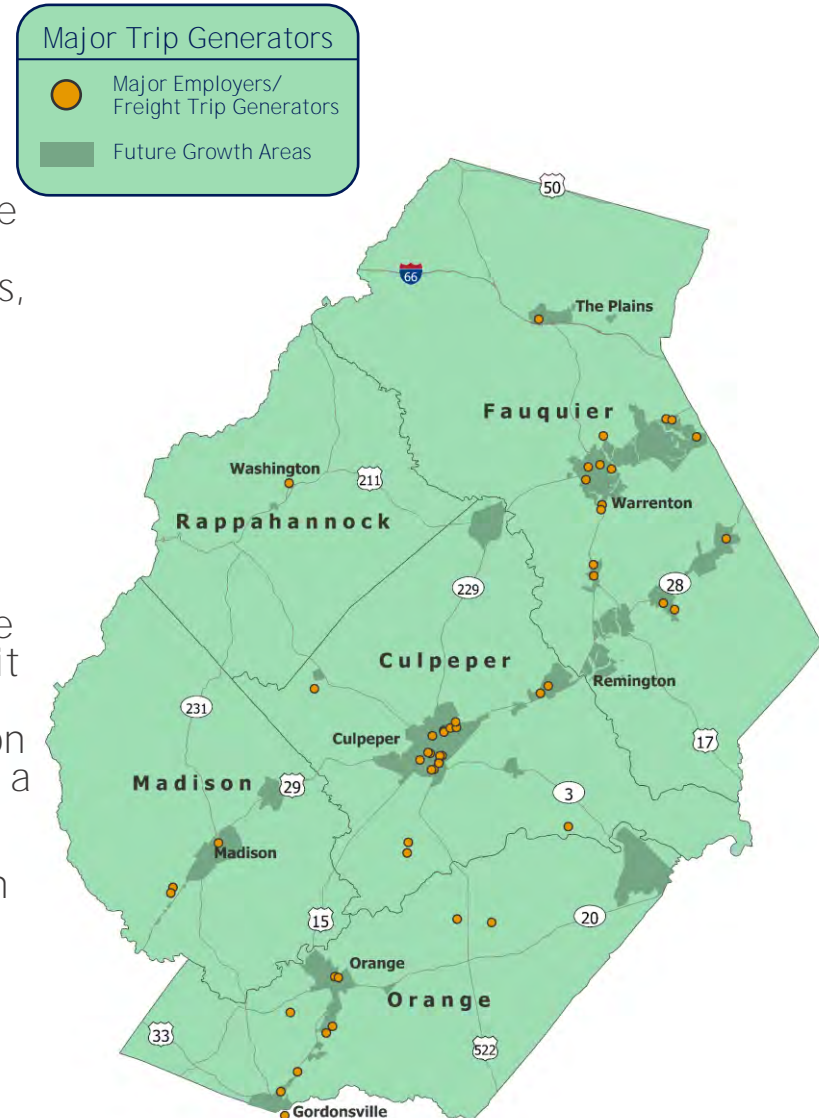 Major Trip Generators
Major Employers/
Freight Trip Generators
Future Growth Areas
e
s,
e
it
on
a
n
50
66
The Plains
Fauquier
Washington
211
Rappahannock
Warrenton
28
229
Culpeper
Remington
231
Culpeper
17
Madison
29
3
Madison
15
20
Orange
Orange
33
522
Gordonsville